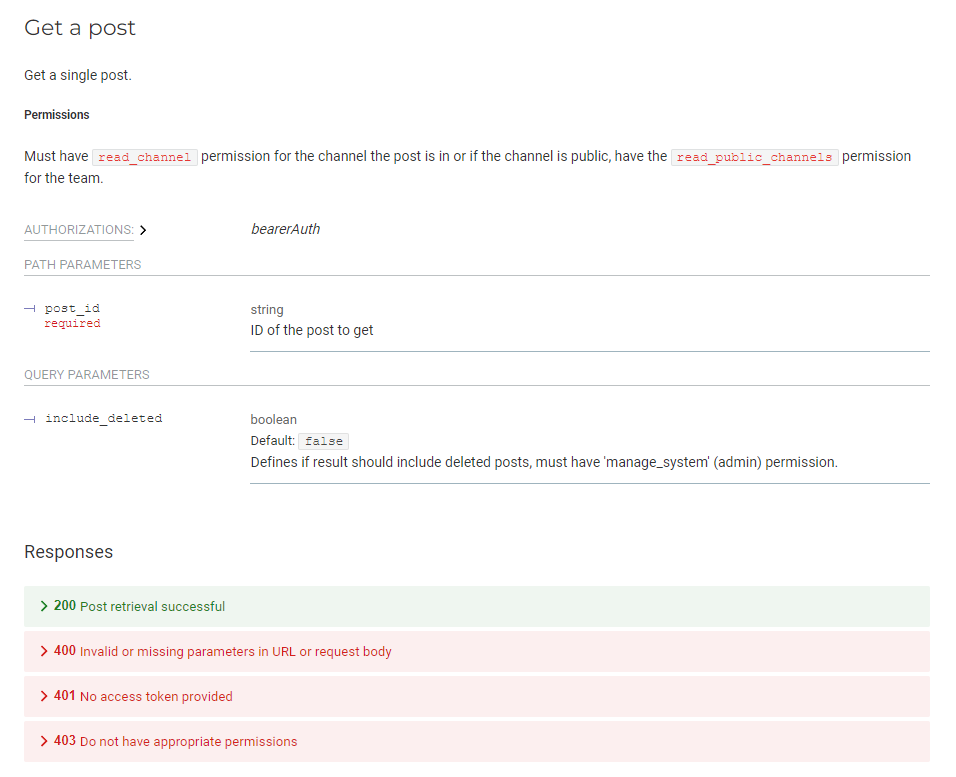 Get a post
Get a single post.
Permissions
Must have read_channel permission for the channel the post is in or if the channel is public, have the read_public_channels permission
for the team.
AUTHORIZATIONS: bearerAuth
PATH PARAMETERS
post_id string
required ID of the post to get
QUERY PARAMETERS
include_deleted boolean
Default: false
Defines if result should include deleted posts, must have 'manage_system' (admin) permission.
Responses
200 Post retrieval successful
400 Invalid or missing parameters in URL or request body
401 No access token provided
403 Do not have appropriate permissions